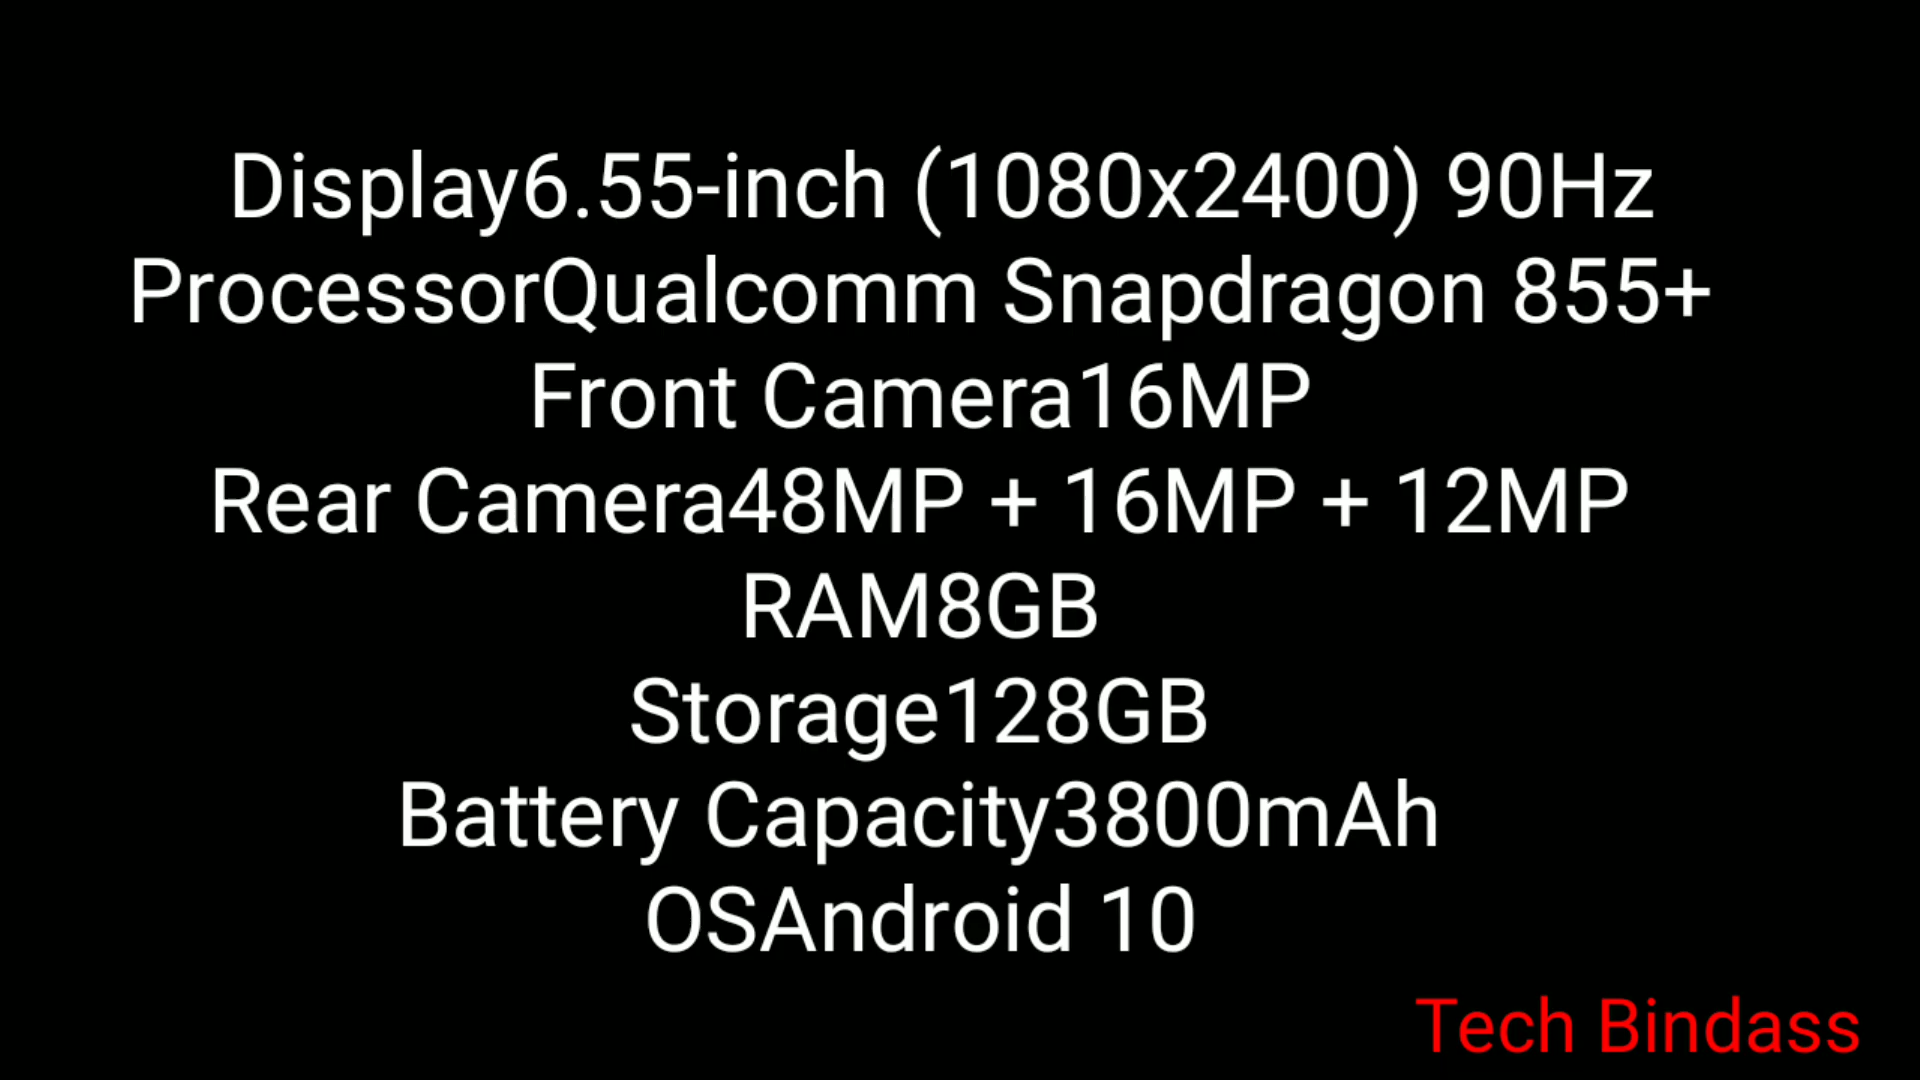 Display6.55-inch (1080x2400) 90Hz
ProcessorQualcomm Snapdragon 855+
Front Camera16MP
Rear Camera48MP + 16MP + 12MP
RAM8GB
Storage128GB
Battery Capacity3800mAh
OSAndroid 10
Tech Bindass